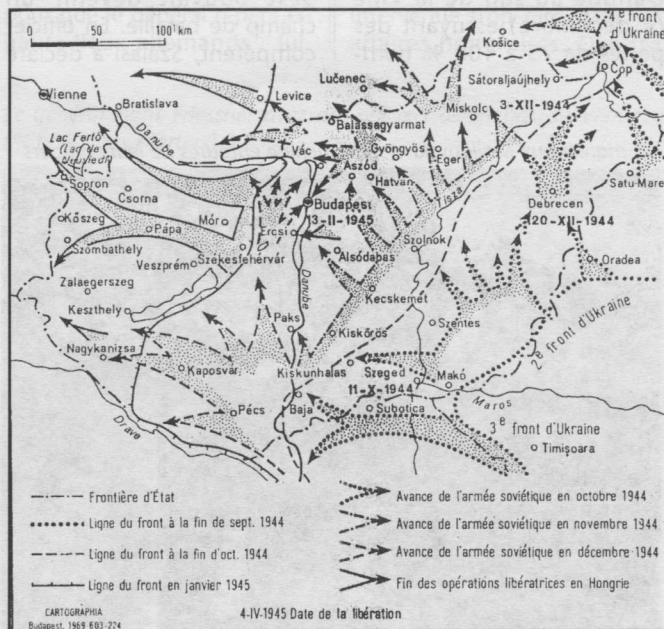 0
50
100 km
4e front
d'Ukraine
Košice
Čop
Lučenec
Sátoraljaújhely
Vienne
Bratislava
Levice
Miskolc
3-XII-1944
Balassagyarmat
Danube
Lac Fertő
(Lac de
Neusiedl)
Vác
Gyöngyös
Eger
Aszód
Hatvan
Tisza
Satu Mare
Sopron
Csorna
Budapest
13-II-1945
Debrecen
20-XII-1944
Kőszeg
Pápa
Mór
Ercsi
Szolnok
Szombathely
Veszprém
Székesfehérvár
Alsódabas
Oradea
Zalaegerszeg
Keszthely
Danube
Kecskemét
Paks
Nagykanizsa
Kiskőrös
Szentes
2e front d'Ukraine
Kaposvár
Kiskunhalas
Szeged
11-X-1944
Makó
Maros
Pécs
Baja
Subotica
3e front d'Ukraine
Drave
Timişoara
Frontière d'État
Ligne du front à la fin de sept. 1944
Ligne du front à la fin d'oct. 1944
Ligne du front en janvier 1945
Avance de l'armée soviétique en octobre 1944
Avance de l'armée soviétique en novembre 1944
Avance de l'armée soviétique en décembre 1944
Fin des opérations libératrices en Hongrie
CARTOGRAPHIA
Budapest, 1969 603-224
4-IV-1945 Date de la libération